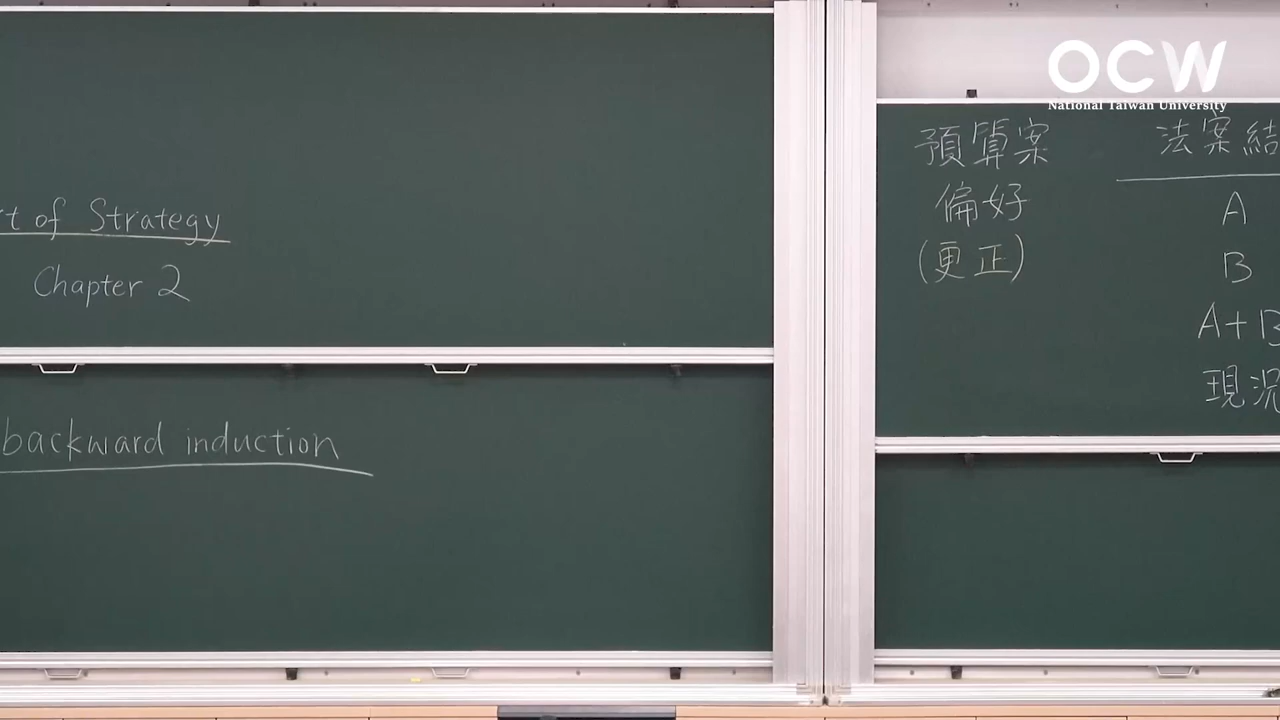 rt of Strategy
Chapter 2
backward induction
OCW
National Taiwan University
預算案
偏好
(更正)
法案結
A
B
A+B
現況